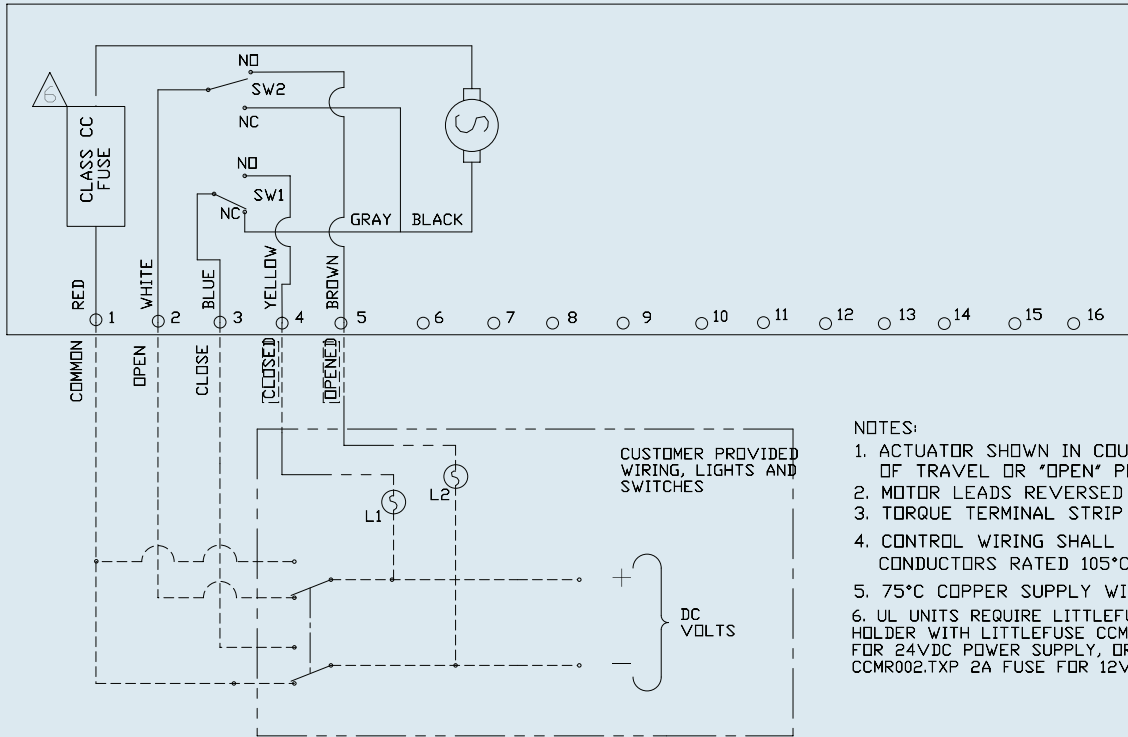 NO
6
SW2
CLASS CC
FUSE
NC
NO
SW1
NC
GRAY BLACK
RED
WHITE
BLUE
YELLOW
BROWN
1 2 3 4 5 6 7 8 9 10 11 12 13 14 15 16
COMMON
OPEN
CLOSE
CLOSED
OPENED
CUSTOMER PROVIDED
WIRING, LIGHTS AND
SWITCHES
L1
L2
+
DC
VOLTS
-
NOTES:
1. ACTUATOR SHOWN IN COU
OF TRAVEL OR "OPEN" P
2. MOTOR LEADS REVERSED
3. TORQUE TERMINAL STRIP
4. CONTROL WIRING SHALL
CONDUCTORS RATED 105°C
5. 75°C COPPER SUPPLY WI
6. UL UNITS REQUIRE LITTLEFU
HOLDER WITH LITTLEFUSE CCM
FOR 24VDC POWER SUPPLY, OR
CCMR002.TXP 2A FUSE FOR 12V